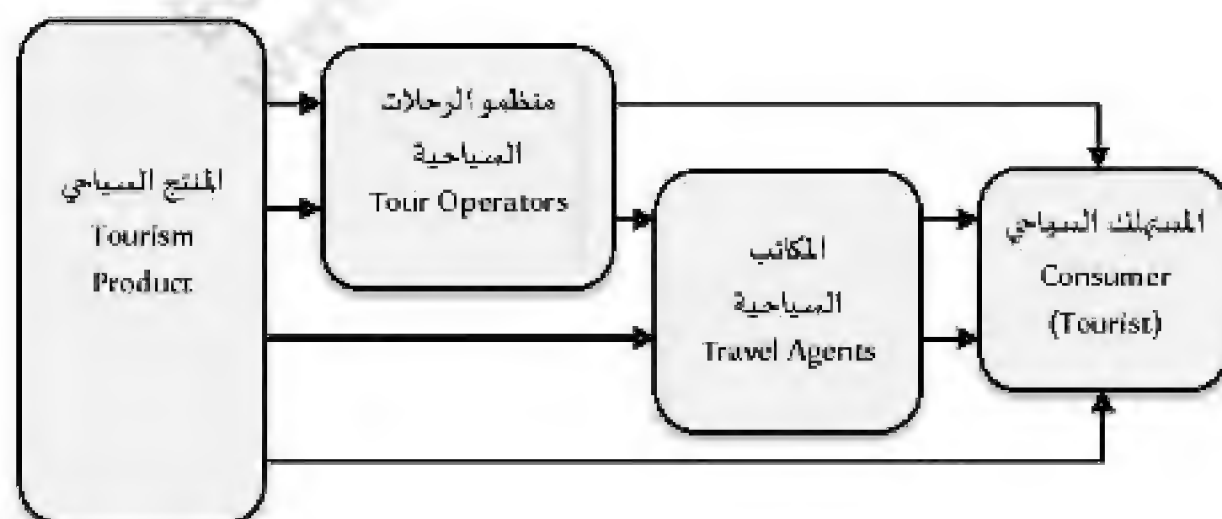 المنتج السياحي
Tourism
Product
منظمو الرحلات
السياحية
Tour Operators
المكاتب
السياحية
Travel Agents
المستهلك السياحي
Consumer
(Tourist)